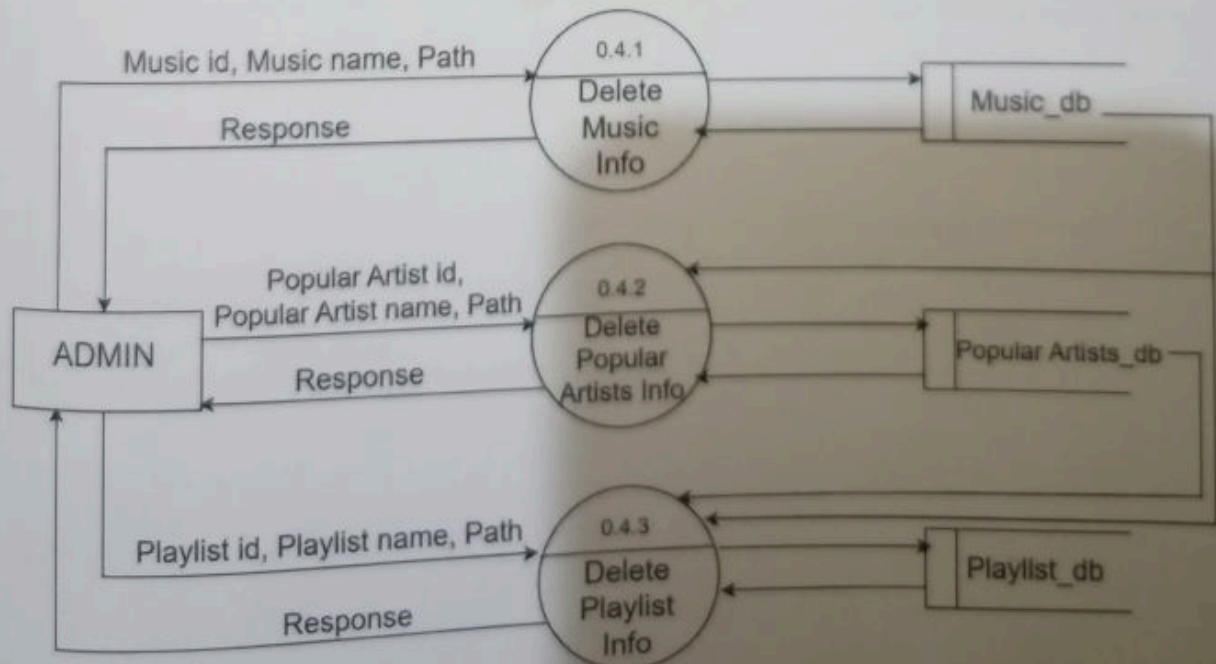 Music id, Music name, Path
Response
0.4.1
Delete
Music
Info
Music_db
Popular Artist id,
Popular Artist name, Path
Response
0.4.2
Delete
Popular
Artists Info
Popular Artists_db
ADMIN
Playlist id, Playlist name, Path
Response
0.4.3
Delete
Playlist
Info
Playlist_db